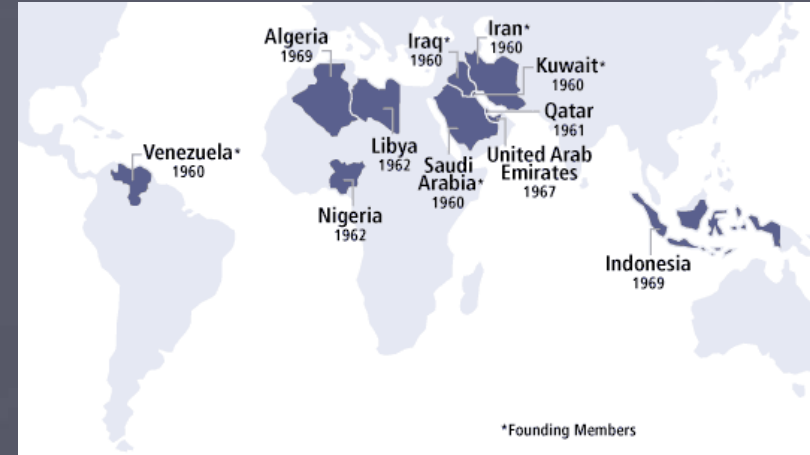 Algeria
1969
Iraq*
1960
Iran*
1960
Kuwait*
1960
Qatar
1961
Venezuela*
1960
Libya
1962
Saudi
Arabia*
1960
United Arab
Emirates
1967
Nigeria
1962
Indonesia
1969
*Founding Members